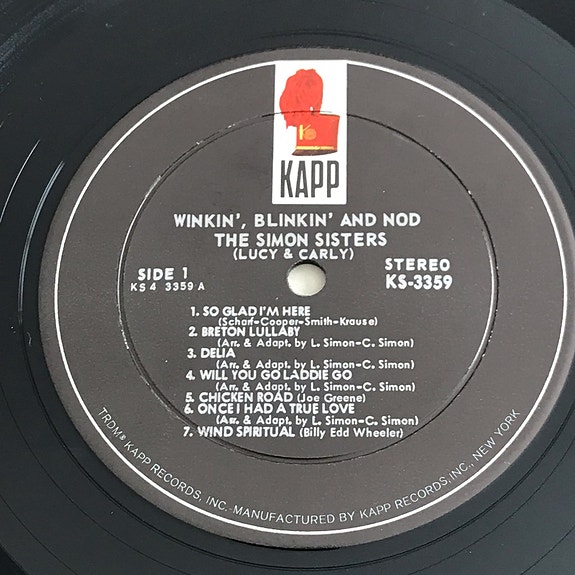 KAPP
WINKIN', BLINKIN' AND NOD
THE SIMON SISTERS
(LUCY & CARLY)
SIDE 1
KS4 3359 A
STEREO
KS-3359
1. SO GLAD I'M HERE
(Scharf-Cooper-Smith-Krause)
2. BRETON LULLABY
(Arr. & Adapt. by L. Simon-C. Simon)
3. DELIA
(Arr. & Adapt. by L. Simon-C. Simon)
4. WILL YOU GO LADDIE GO
(Arr. & Adapt. by L. Simon-C. Simon)
5. CHICKEN ROAD (Joe Greene)
6. ONCE I HAD A TRUE LOVE
(Arr. & Adapt. by L. Simon-C. Simon)
7. WIND SPIRITUAL (Billy Edd Wheeler)
TRDM® KAPP RECORDS, INC.-MANUFACTURED BY KAPP RECORDS, INC., NEW YORK